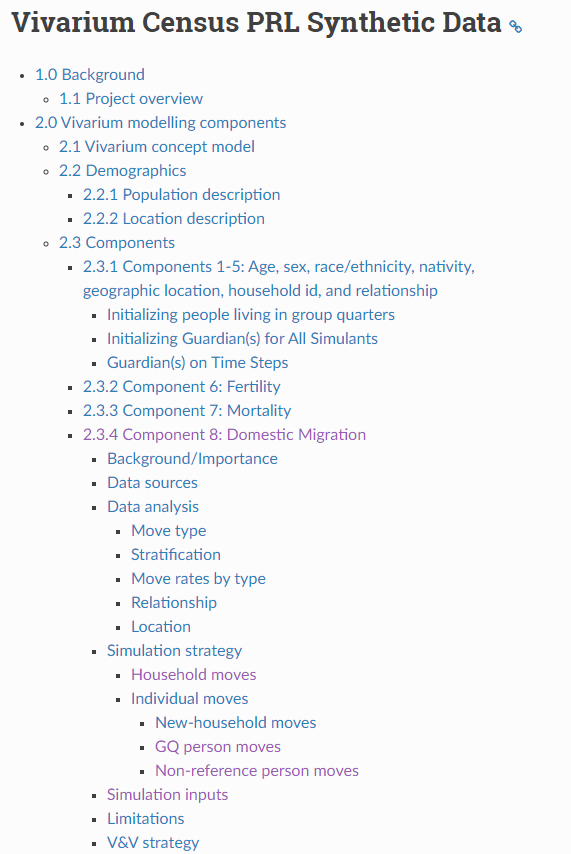 Vivarium Census PRL Synthetic Data
1.0 Background
1.1 Project overview
2.0 Vivarium modelling components
2.1 Vivarium concept model
2.2 Demographics
2.2.1 Population description
2.2.2 Location description
2.3 Components
2.3.1 Components 1-5: Age, sex, race/ethnicity, nativity,
geographic location, household id, and relationship
Initializing people living in group quarters
Initializing Guardian(s) for All Simulants
Guardian(s) on Time Steps
2.3.2 Component 6: Fertility
2.3.3 Component 7: Mortality
2.3.4 Component 8: Domestic Migration
Background/Importance
Data sources
Data analysis
Move type
Stratification
Move rates by type
Relationship
Location
Simulation strategy
Household moves
Individual moves
New-household moves
GQ person moves
Non-reference person moves
Simulation inputs
Limitations
V&V strategy